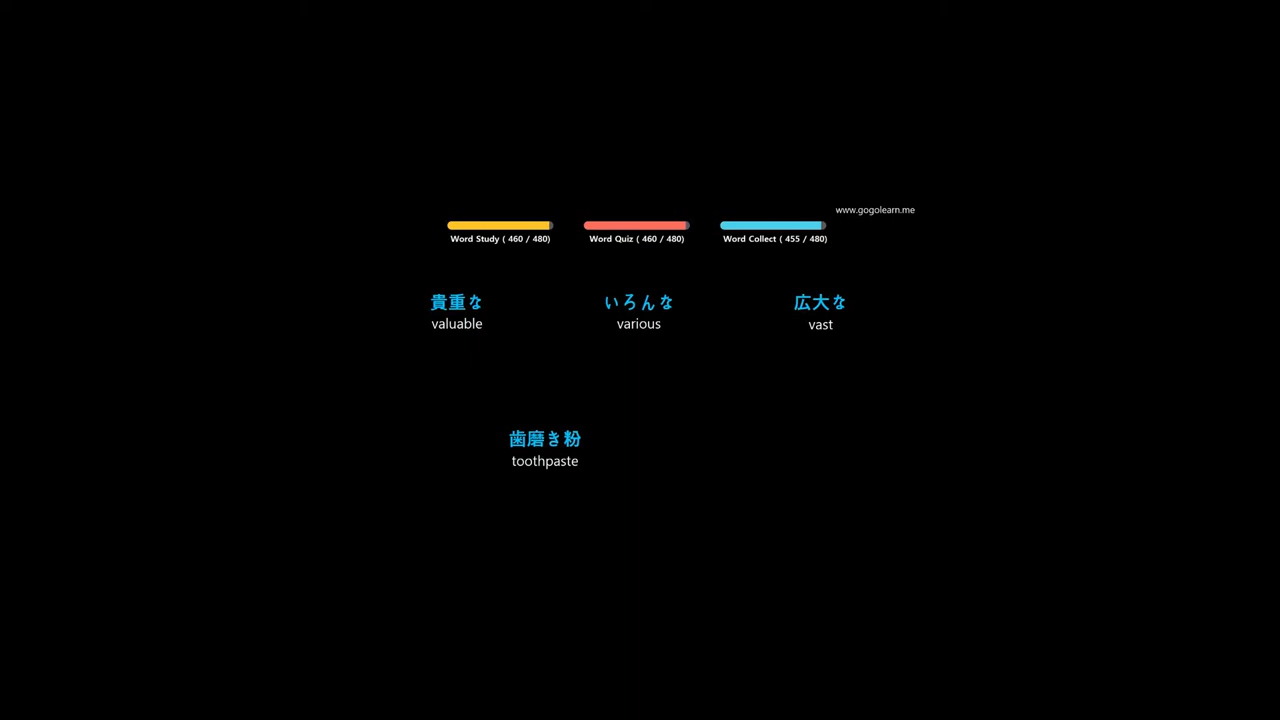 www.gogolearn.me
Word Study ( 460 / 480)
Word Quiz ( 460 / 480)
Word Collect ( 455 / 480)
貴重な
valuable
いろんな
various
広大な
vast
歯磨き粉
toothpaste